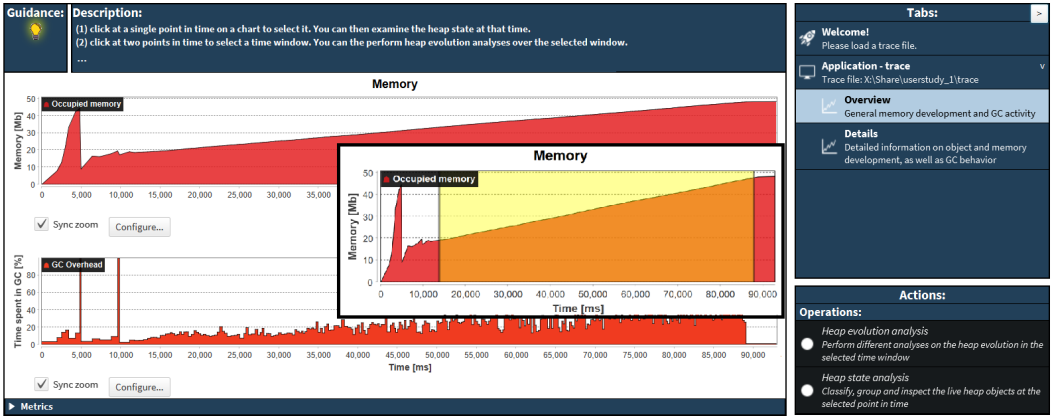 Guidance:
Description:
(1) click at a single point in time on a chart to select it. You can then examine the heap state at that time.
(2) click at two points in time to select a time window. You can the perform heap evolution analyses over the selected window.
...
Memory
Memory [Mb]
Occupied memory
50
40
30
20
10
0
0 5,000 10,000 15,000 20,000 25,000 30,000 35,000
Sync zoom
Configure...
Memory
Memory [Mb]
Occupied memory
50
40
30
20
10
0
0 10,000 20,000 30,000 40,000 50,000 60,000 70,000 80,000 90,000
Time [ms]
Time spent in GC [%]
GC Overhead
80
60
40
20
0
0 5,000 10,000 15,000 20,000 25,000 30,000 35,000 40,000 45,000 50,000 55,000 60,000 65,000 70,000 75,000 80,000 85,000 90,000
Time [ms]
Sync zoom
Configure...
Metrics
Tabs:
>
Welcome!
Please load a trace file.
Application - trace
v
Trace file: X:\Share\userstudy_1\trace
Overview
General memory development and GC activity
Details
Detailed information on object and memory
development, as well as GC behavior
Actions:
Operations:
Heap evolution analysis
Perform different analyses on the heap evolution in the
selected time window
Heap state analysis
Classify, group and inspect the live heap objects at the
selected point in time